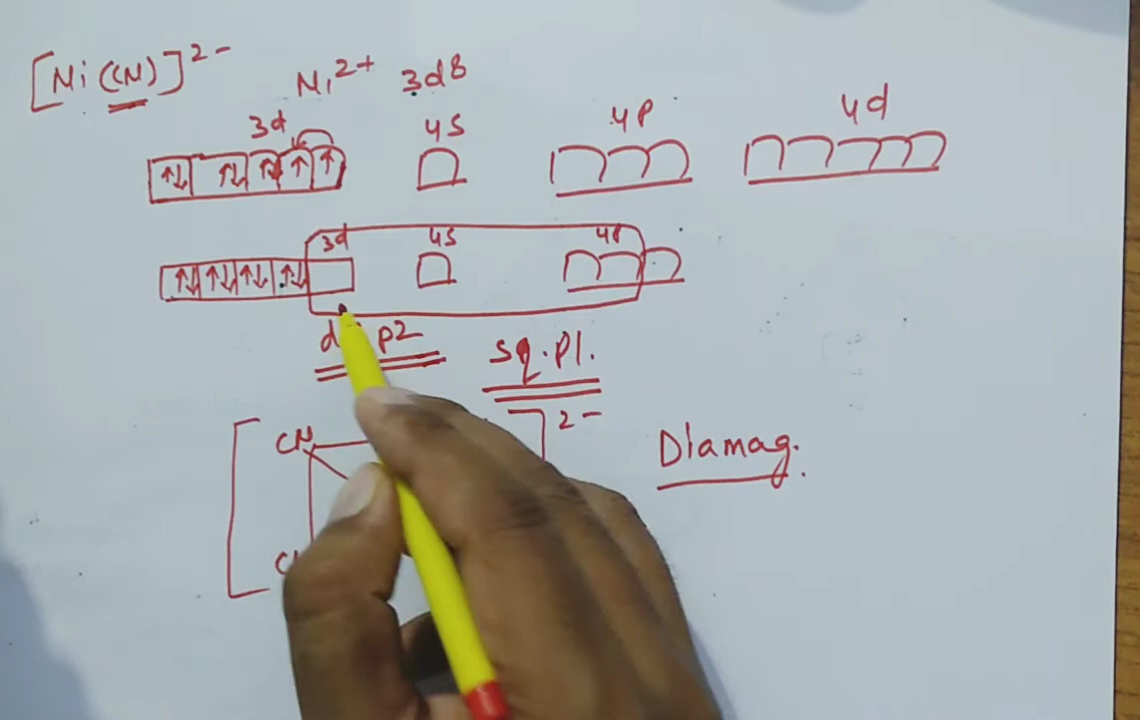 [Ni(CN)]2-
Ni2+ 3d8
3d 4s 4p 4d
3d 4s 4p
p2 sq.pl.
2-
CN
Diamag.